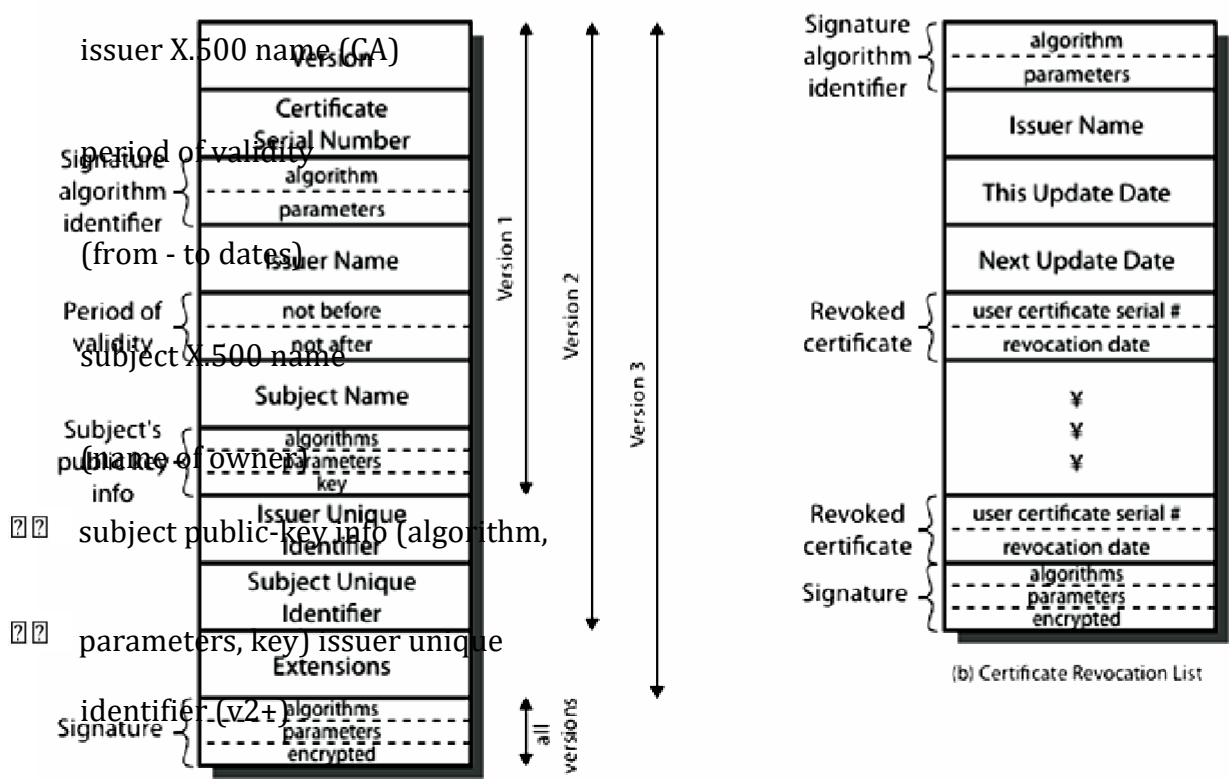 issuer X.500 name (CA)
period of validity
(from - to dates)
subject X.500 name
(name of owner)
subject public-key info (algorithm,
parameters, key) issuer unique
identifier (v2+)
Version
Certificate
Serial Number
Signature
algorithm
identifier
algorithm
parameters
Issuer Name
Period of
validity
not before
not after
Subject Name
Subject's
public key
info
algorithms
parameters
key
Issuer Unique
Identifier
Subject Unique
Identifier
Extensions
Signature
algorithms
parameters
encrypted
Version 1
Version 2
Version 3
all
versions
Signature
algorithm
identifier
algorithm
parameters
Issuer Name
This Update Date
Next Update Date
Revoked
certificate
user certificate serial #
revocation date
¥
¥
¥
Revoked
certificate
user certificate serial #
revocation date
Signature
algorithms
parameters
encrypted
(b) Certificate Revocation List